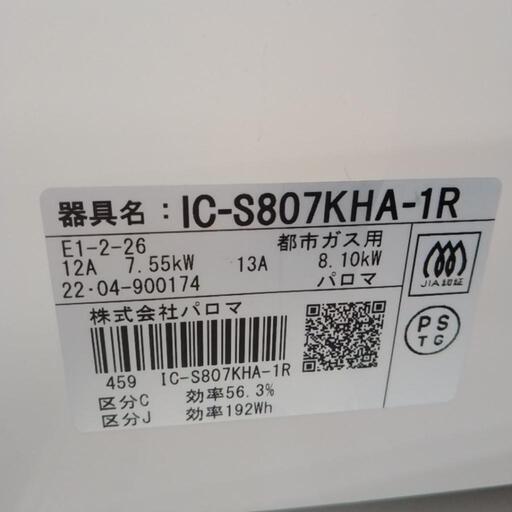 器具名：IC-S807KHA-1R
E1-2-26 都市ガス用
12A 7.55kW 13A 8.10kW
22·04-900174 パロマ
JIA認証
株式会社パロマ
PS
TG
459 IC-S807KHA-1R
区分C 効率56.3%
区分J 効率192Wh